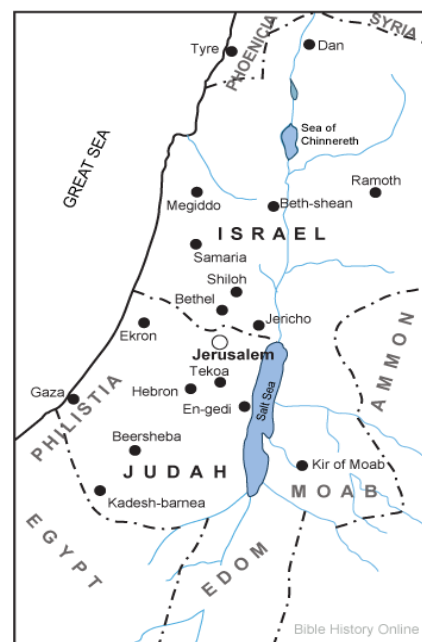 SYRIA
PHOENICIA
Tyre
Dan
Sea of
Chinnereth
GREAT SEA
Ramoth
Megiddo
Beth-shean
ISRAEL
Samaria
Shiloh
Bethel
Jericho
Ekron
Jerusalem
AMMON
Tekoa
Gaza
Hebron
Salt Sea
En-gedi
PHILISTIA
Beersheba
JUDAH
Kir of Moab
MOAB
Kadesh-barnea
EGYPT
EDOM
Bible History Online